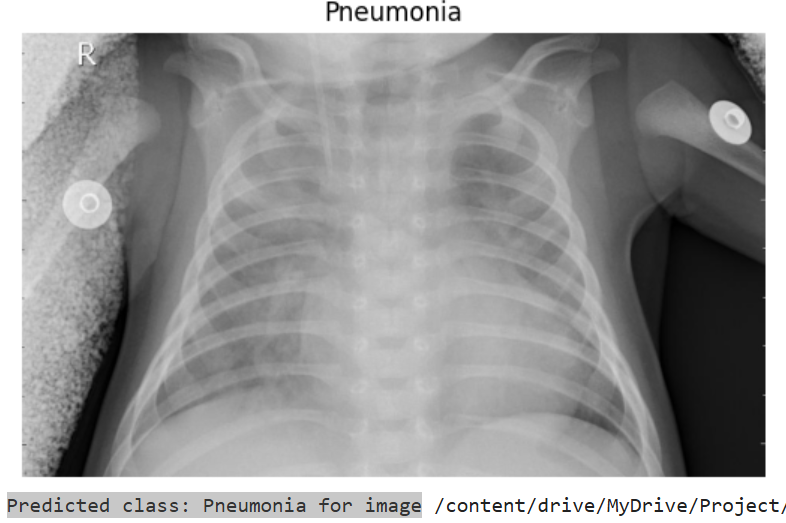 Pneumonia
R
Predicted class: Pneumonia for image /content/drive/MyDrive/Project/